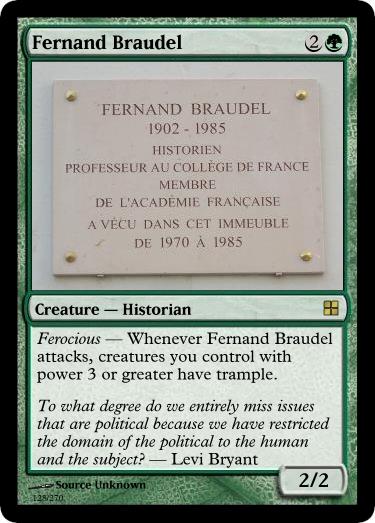 Fernand Braudel
2
FERNAND BRAUDEL
1902 - 1985
HISTORIEN
PROFESSEUR AU COLLÈGE DE FRANCE
MEMBRE
DE L'ACADÉMIE FRANÇAISE
A VÉCU DANS CET IMMEUBLE
DE 1970 À 1985
Creature — Historian
Ferocious — Whenever Fernand Braudel
attacks, creatures you control with
power 3 or greater have trample.
To what degree do we entirely miss issues
that are political because we have restricted
the domain of the political to the human
and the subject? — Levi Bryant
2/2
Source Unknown
128/270